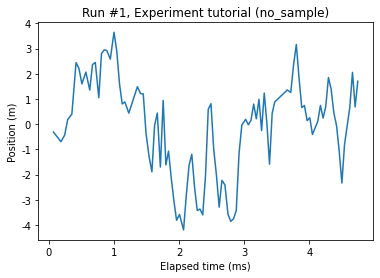 Run #1, Experiment tutorial (no_sample)
Position (m)
4
3
2
1
0
-1
-2
-3
-4
0 1 2 3 4
Elapsed time (ms)